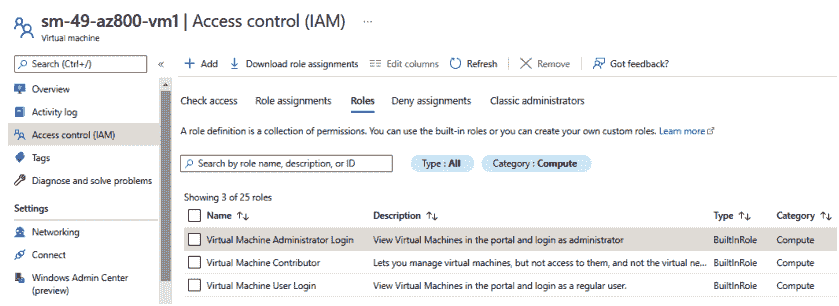 sm-49-az800-vm1 | Access control (IAM) ...
Virtual machine
Search (Ctrl+/) «
+ Add Download role assignments Edit columns Refresh × Remove Got feedback?
Overview
Activity log
Access control (IAM)
Tags
Diagnose and solve problems
Settings
Networking
Connect
Windows Admin Center
(preview)
Check access Role assignments Roles Deny assignments Classic administrators
A role definition is a collection of permissions. You can use the built-in roles or you can create your own custom roles. Learn more
Search by role name, description, or ID Type : All Category : Compute
Showing 3 of 25 roles
Name ↑↓ Description ↑↓ Type ↑↓ Category ↑↓
Virtual Machine Administrator Login View Virtual Machines in the portal and login as administrator BuiltInRole Compute
Virtual Machine Contributor Lets you manage virtual machines, but not access to them, and not the virtual ne... BuiltInRole Compute
Virtual Machine User Login View Virtual Machines in the portal and login as a regular user. BuiltInRole Compute